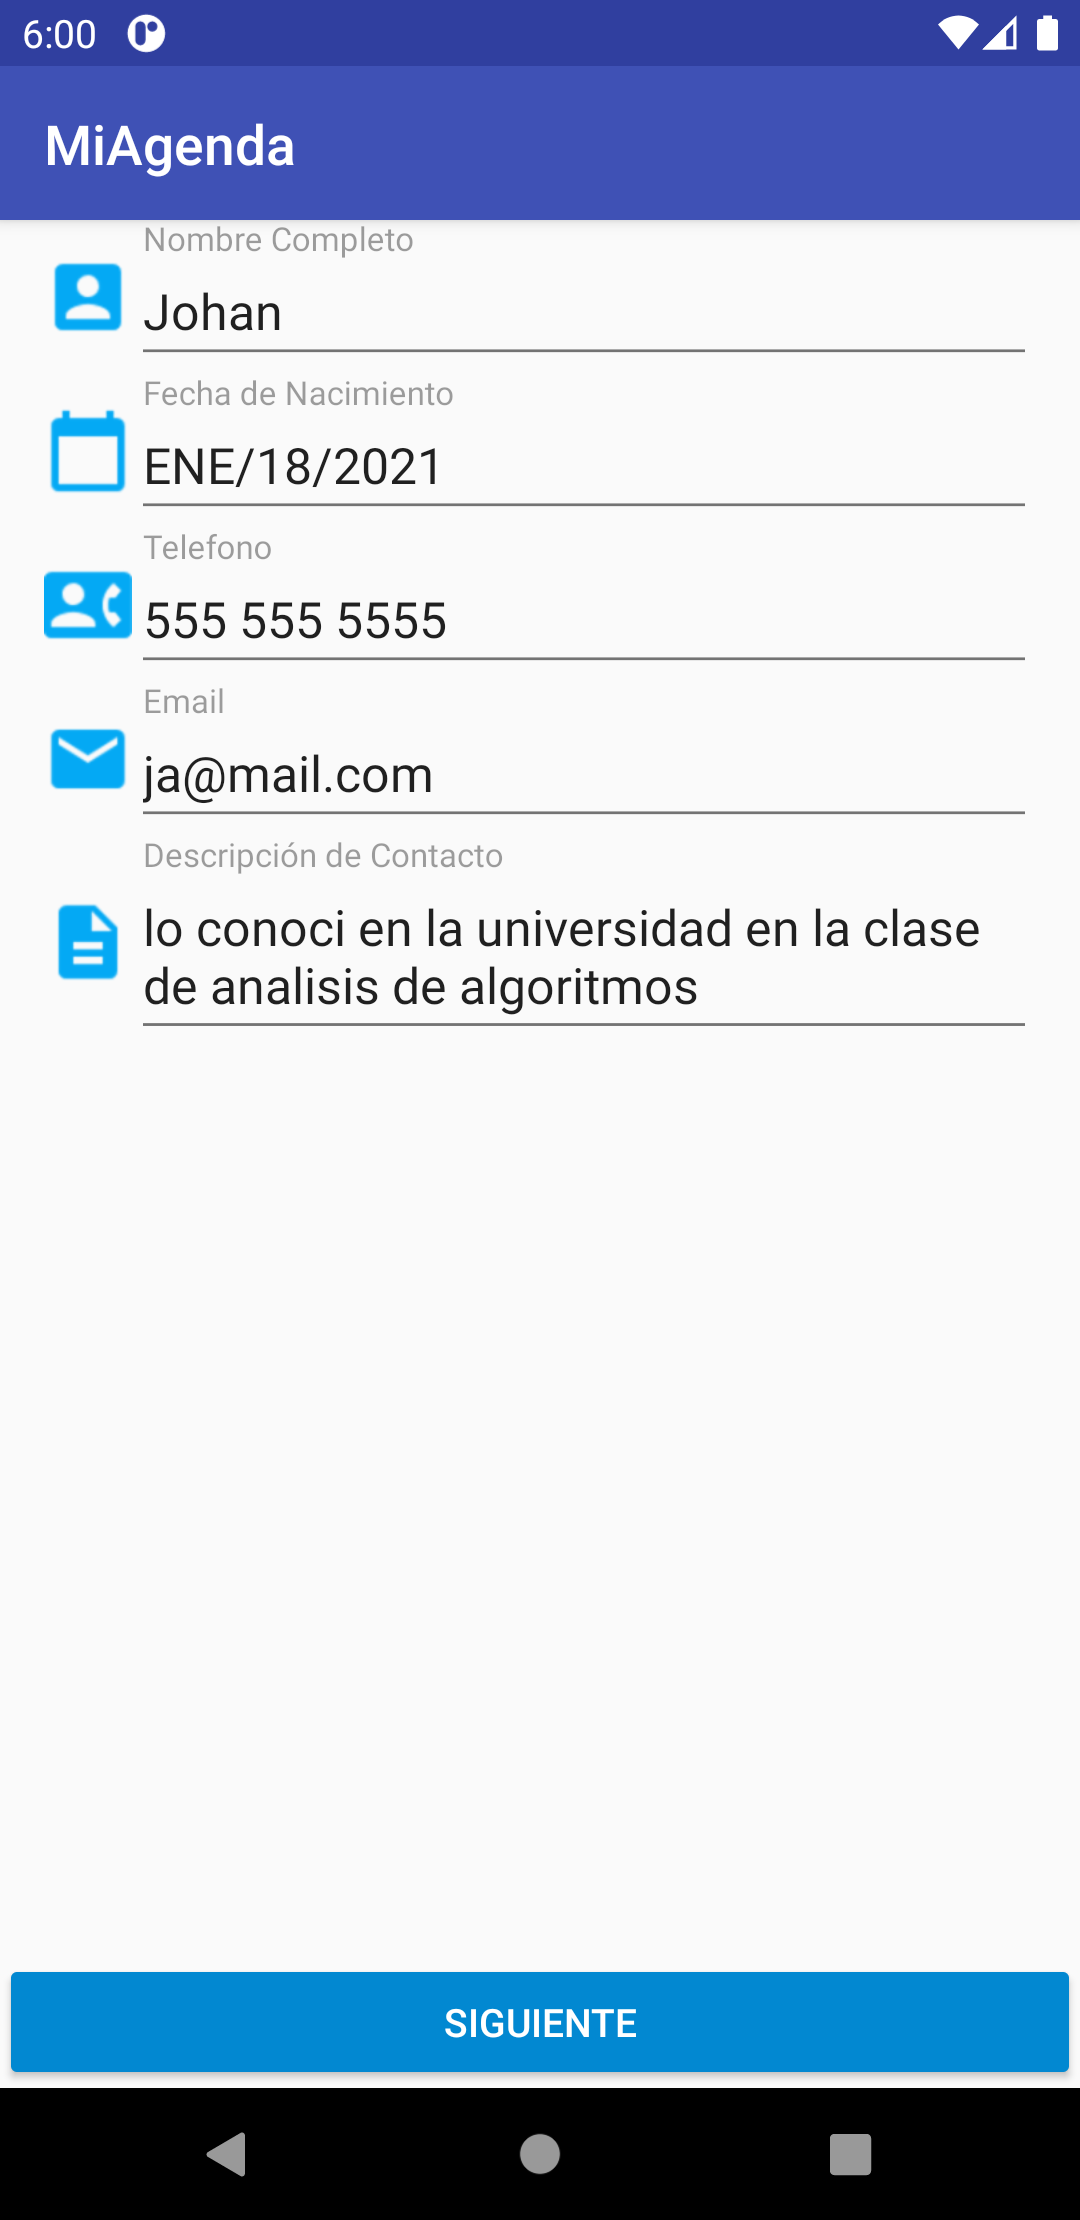 6:00
MiAgenda
Nombre Completo
Johan
Fecha de Nacimiento
ENE/18/2021
Telefono
555 555 5555
Email
ja@mail.com
Descripción de Contacto
lo conoci en la universidad en la clase
de analisis de algoritmos
SIGUIENTE